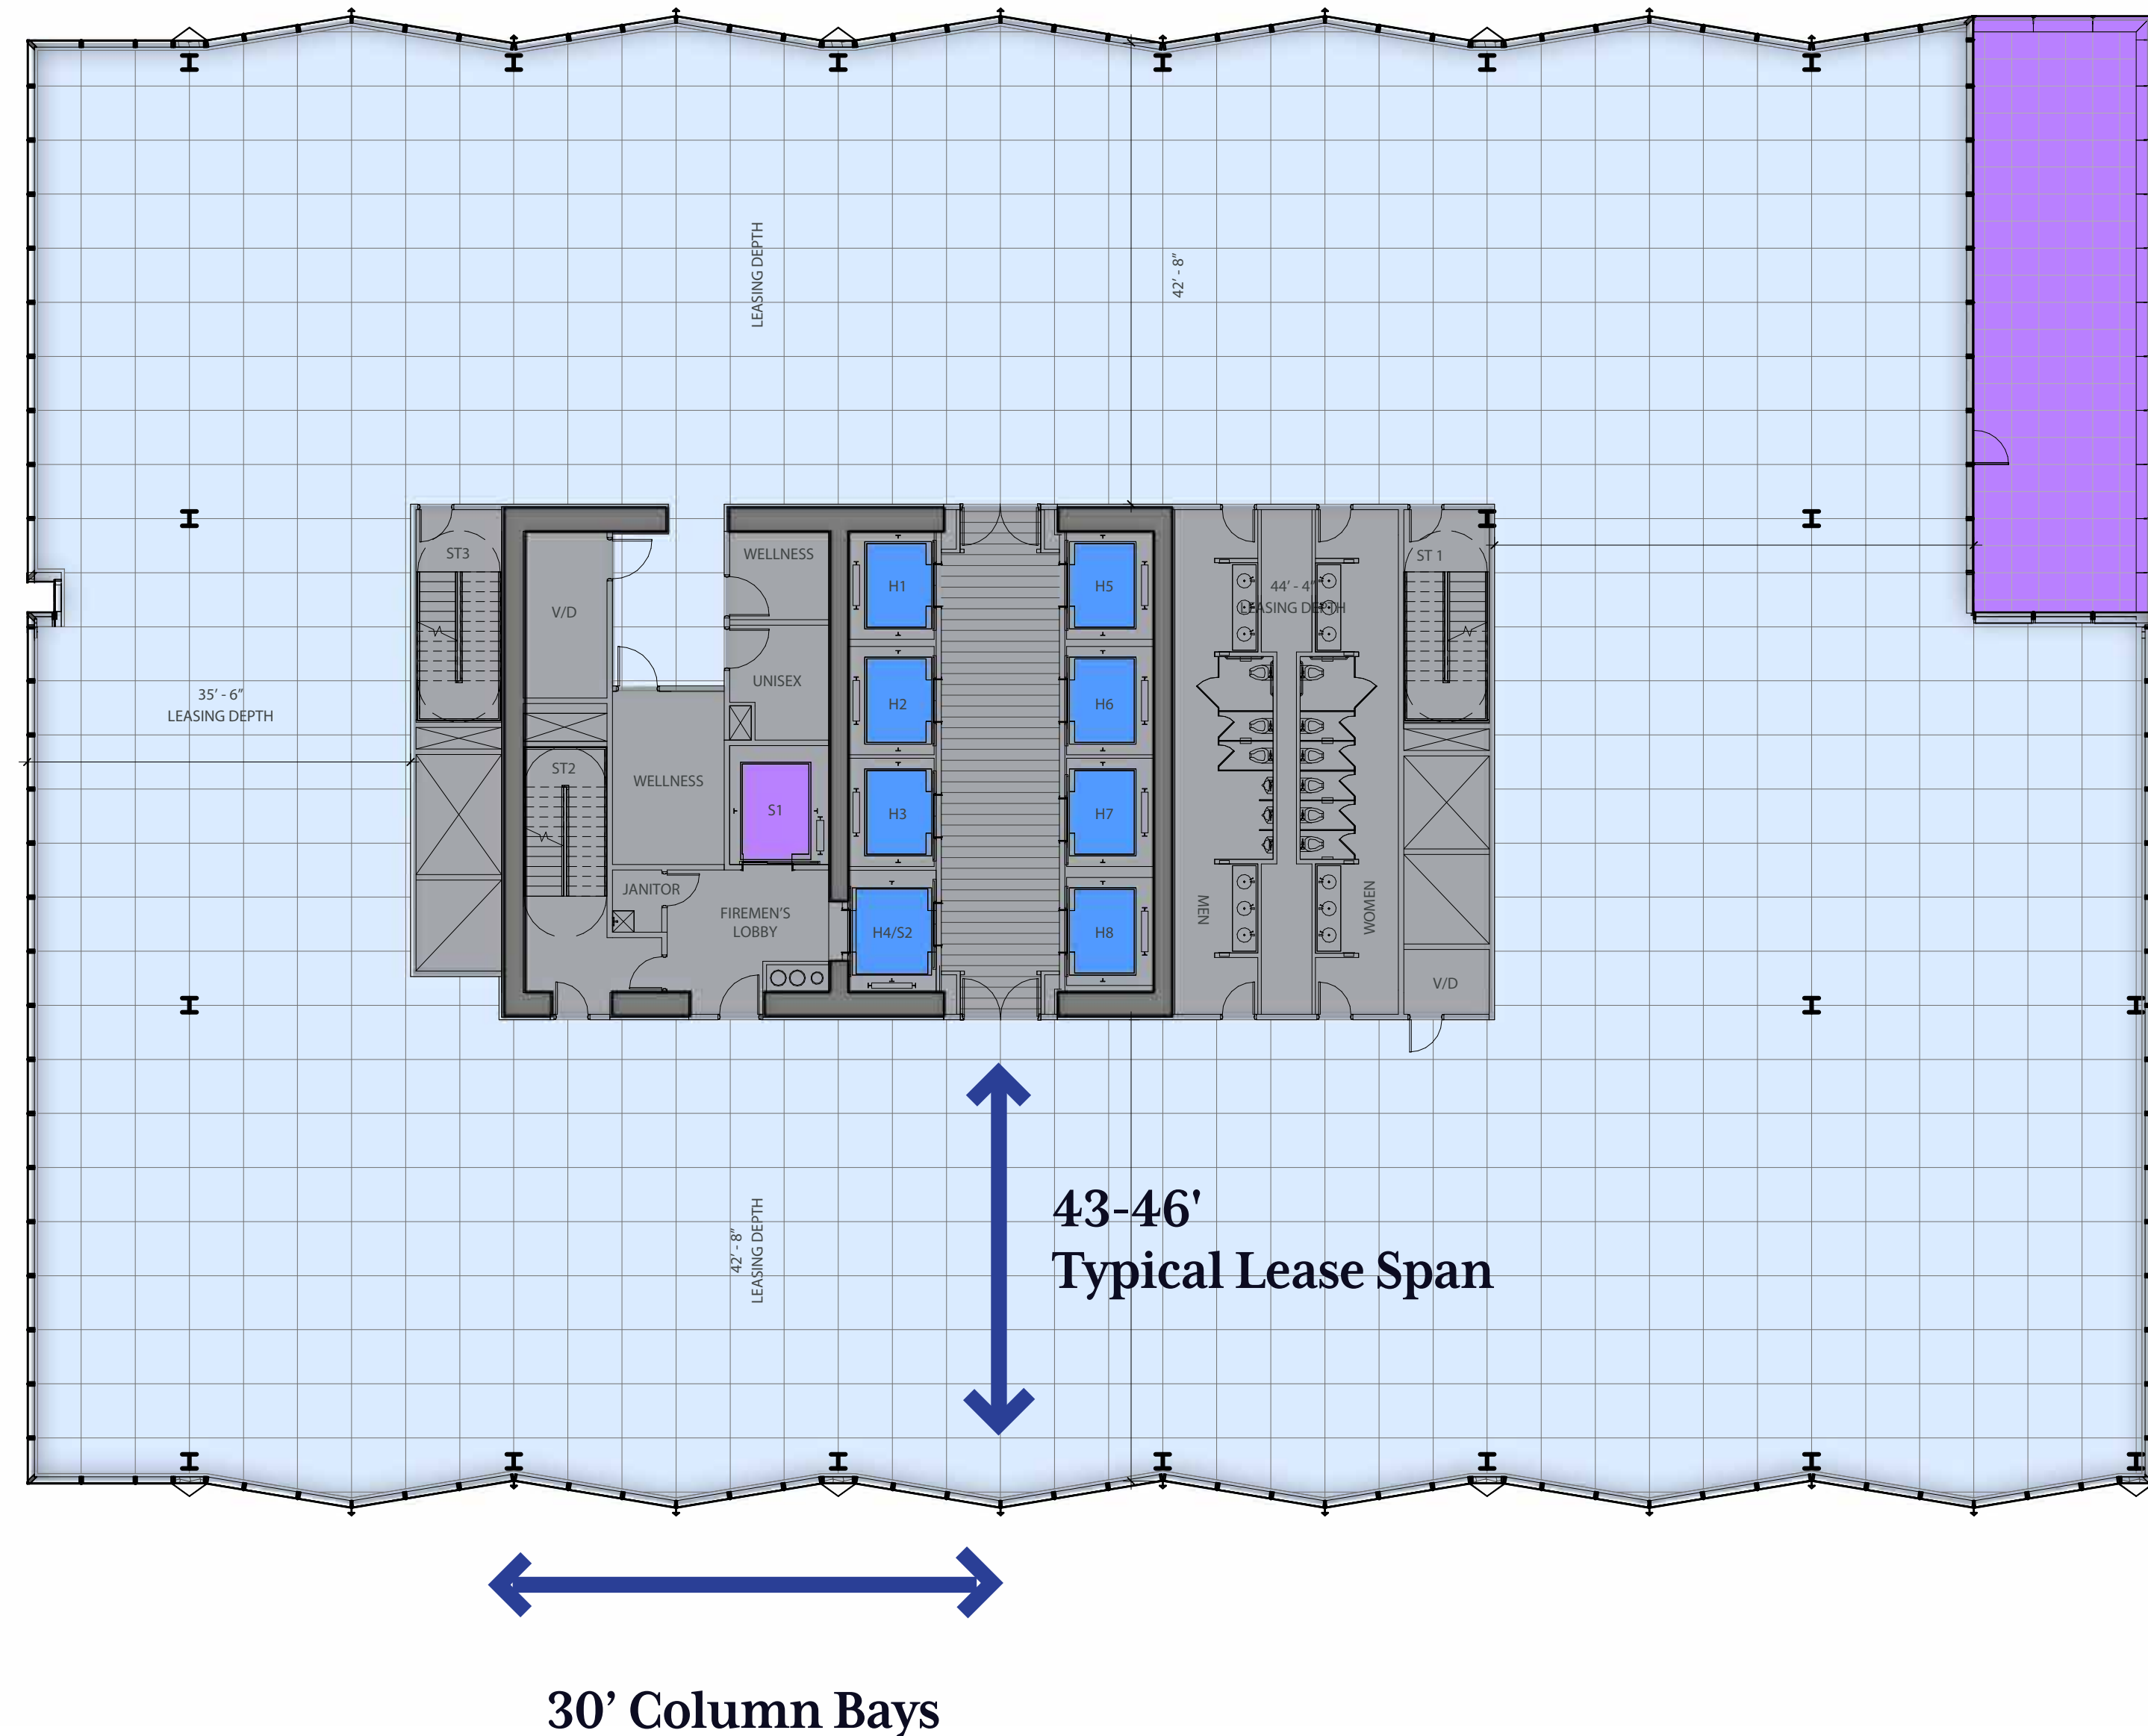 LEASING DEPTH
42' - 8"
ST3
V/D
WELLNESS
UNISEX
H1
H5
44' - 4"
LEASING DEPTH
ST 1
H2
H6
35' - 6"
LEASING DEPTH
ST2
WELLNESS
S1
H3
H7
JANITOR
FIREMEN'S
LOBBY
H4/S2
H8
MEN
WOMEN
V/D
42' - 8"
LEASING DEPTH
43-46'
Typical Lease Span
30’ Column Bays